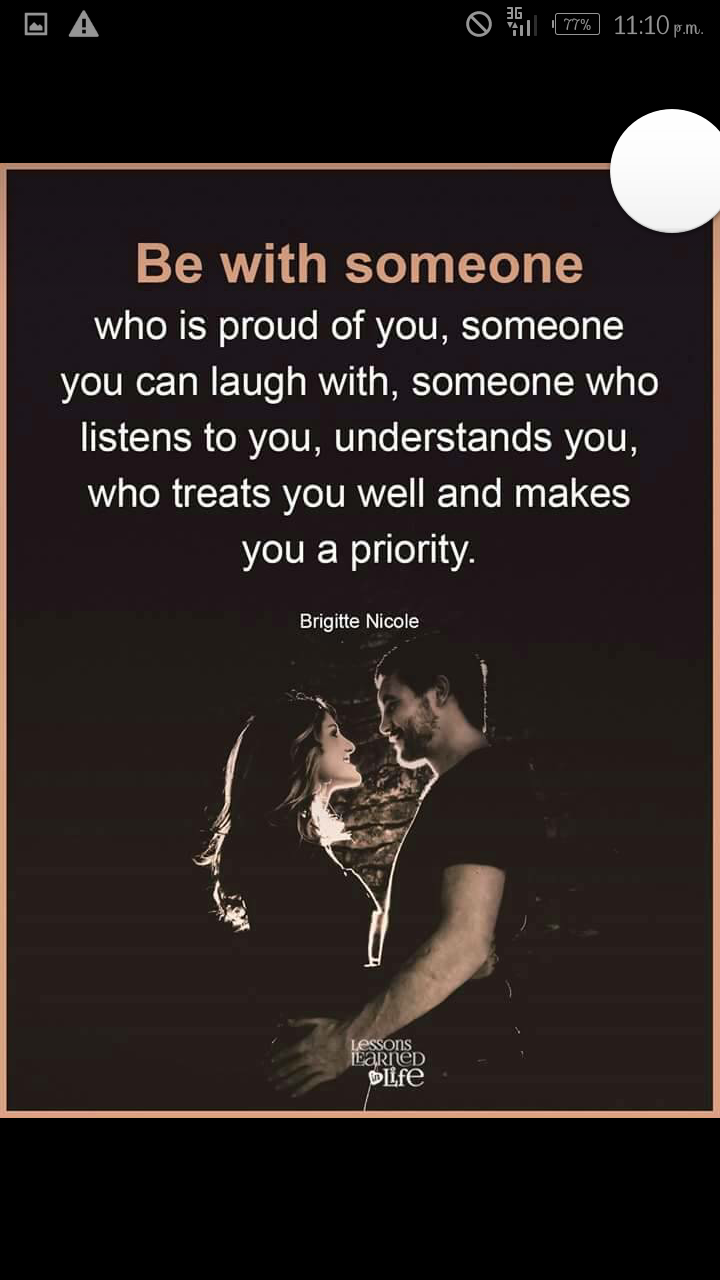 3G
77% 11:10 p.m.
Be with someone
who is proud of you, someone
you can laugh with, someone who
listens to you, understands you,
who treats you well and makes
you a priority.
Brigitte Nicole
LESSONS
LEARNED
in LifE